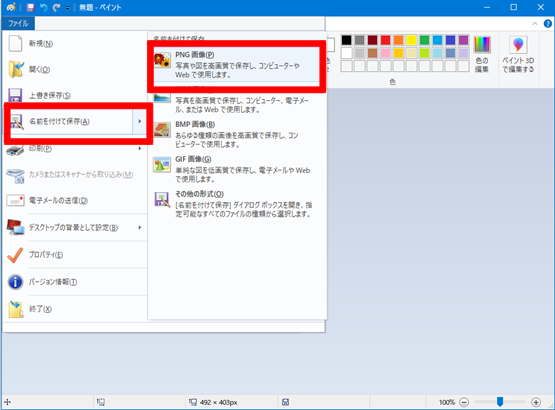 無題 - ペイント
ファイル
新規(N)
開く(O)
上書き保存(S)
名前を付けて保存(A)
印刷(P)
カメラまたはスキャナーから取り込み(M)
電子メールの送信(D)
デスクトップの背景として設定(B)
プロパティ(E)
バージョン情報(T)
終了(X)
名前を付けて保存
PNG 画像(P)
写真や図を高画質で保存し、コンピューターや
Web で使用します。
写真を高画質で保存し、コンピューター、電子メー
ル、または Web で使用します。
BMP 画像(B)
あらゆる種類の画像を高画質で保存し、コン
ピューターで使用します。
GIF 画像(G)
単純な図を低画質で保存し、電子メールや Web
で使用します。
その他の形式(O)
[名前を付けて保存] ダイアログ ボックスを開き、指
定可能なすべてのファイルの種類から選択します。
色
色の
編集
ペイント 3D
で編集する
492 × 403px
100%